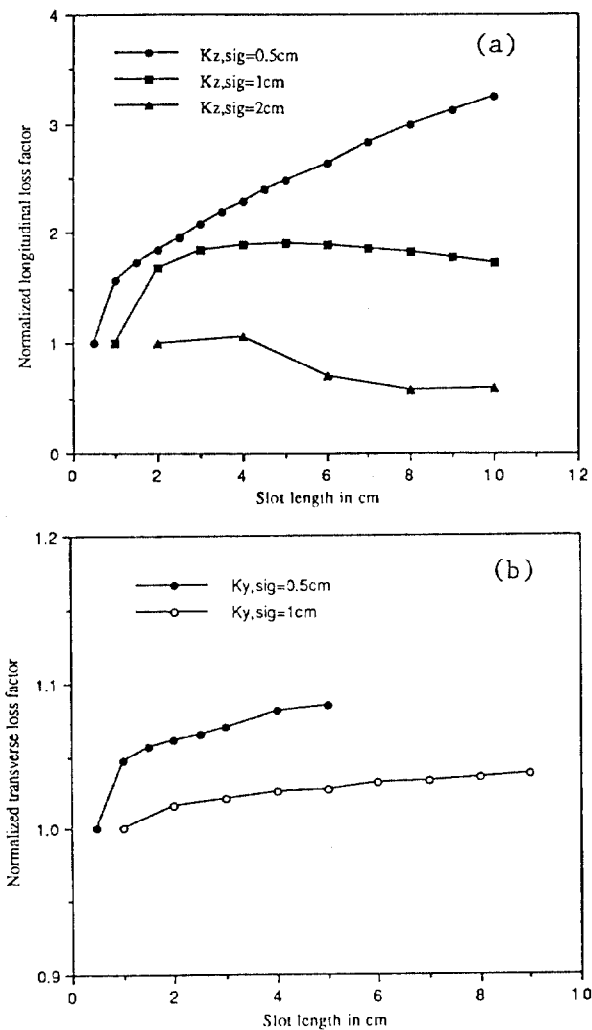 4
(a)
Kz,sig=0.5cm
Kz,sig=1cm
Kz,sig=2cm
3
2
1
0
Normalized longitudinal loss factor
0 2 4 6 8 10 12
Slot length in cm
1.2
(b)
Ky,sig=0.5cm
Ky,sig=1cm
1.1
1.0
0.9
Normalized transverse loss factor
0 2 4 6 8 10
Slot length in cm